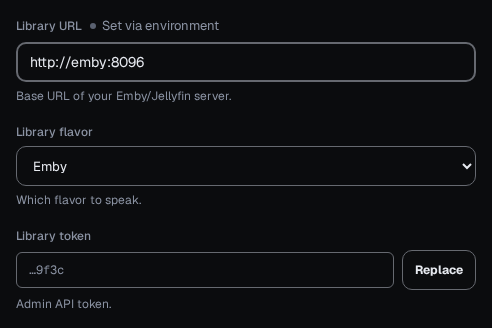 Library URL ● Set via environment
http://emby:8096
Base URL of your Emby/Jellyfin server.
Library flavor
Emby
Which flavor to speak.
Library token
…9f3c
Replace
Admin API token.